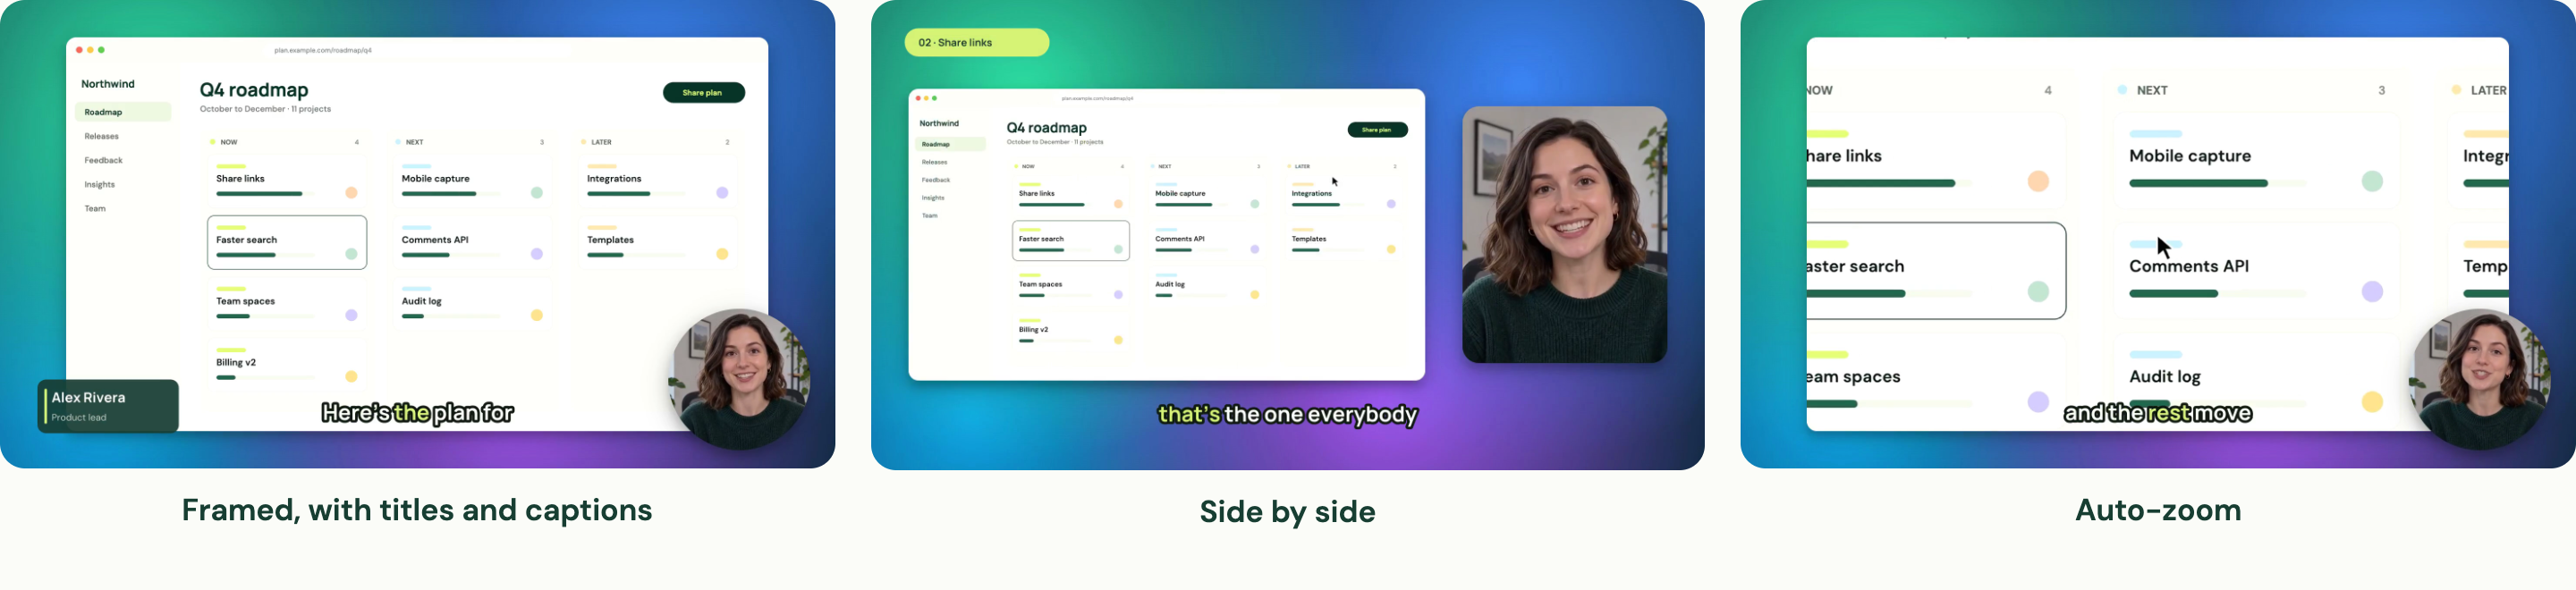 plan.example.com/roadmap/q4
Northwind
Roadmap
Releases
Feedback
Insights
Team
Q4 roadmap
October to December · 11 projects
Share plan
NOW 4
Share links
Faster search
Team spaces
Billing v2
NEXT 3
Mobile capture
Comments API
Audit log
LATER 2
Integrations
Templates
Alex Rivera
Product lead
Here's the plan for
Framed, with titles and captions
02 · Share links
plan.example.com/roadmap/q4
Northwind
Roadmap
Releases
Feedback
Insights
Team
Q4 roadmap
October to December · 11 projects
Share plan
NOW 4
Share links
Faster search
Team spaces
Billing v2
NEXT 3
Mobile capture
Comments API
Audit log
LATER 2
Integrations
Templates
that's the one everybody
Side by side
NOW 4
hare links
aster search
eam spaces
NEXT 3
Mobile capture
Comments API
Audit log
LATER
Integr
Temp
and the rest move
Auto-zoom